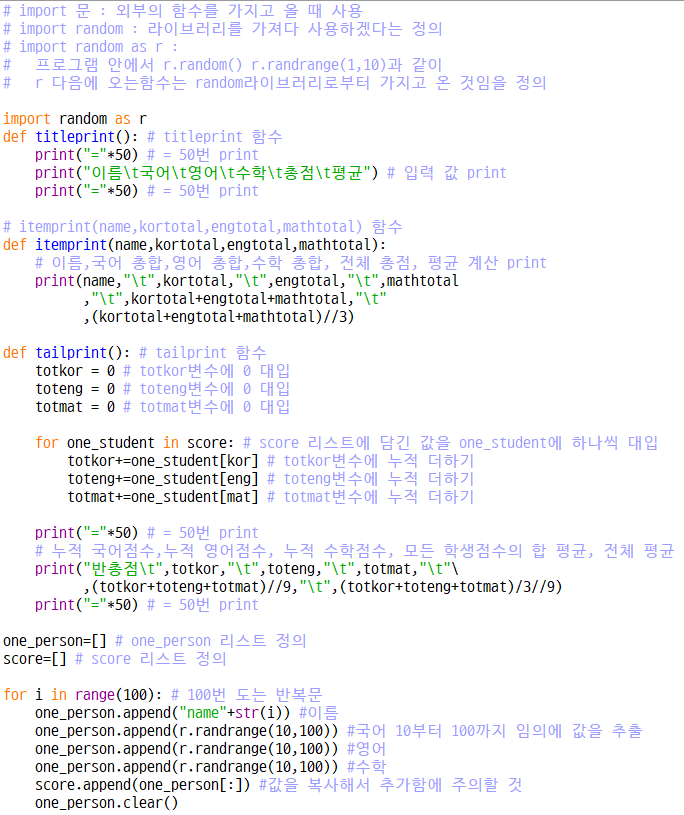 # import 문 : 외부의 함수를 가지고 올 때 사용
# import random : 라이브러리를 가져다 사용하겠다는 정의
# import random as r :
#   프로그램 안에서 r.random() r.randrange(1,10)과 같이
#   r 다음에 오는함수는 random라이브러리로부터 가지고 온 것임을 정의

import random as r
def titleprint(): # titleprint 함수
    print("="*50) # = 50번 print
    print("이름\t국어\t영어\t수학\t총점\t평균") # 입력 값 print
    print("="*50) # = 50번 print

# itemprint(name,kortotal,engtotal,mathtotal) 함수
def itemprint(name,kortotal,engtotal,mathtotal):
    # 이름,국어 총합,영어 총합,수학 총합, 전체 총점, 평균 계산 print
    print(name,"\t",kortotal,"\t",engtotal,"\t",mathtotal
          ,"\t",kortotal+engtotal+mathtotal,"\t"
          ,(kortotal+engtotal+mathtotal)//3)

def tailprint(): # tailprint 함수
    totkor = 0 # totkor변수에 0 대입
    toteng = 0 # toteng변수에 0 대입
    totmat = 0 # totmat변수에 0 대입

    for one_student in score: # score 리스트에 담긴 값을 one_student에 하나씩 대입
        totkor+=one_student[kor] # totkor변수에 누적 더하기
        toteng+=one_student[eng] # toteng변수에 누적 더하기
        totmat+=one_student[mat] # totmat변수에 누적 더하기

    print("="*50) # = 50번 print
    # 누적 국어점수,누적 영어점수, 누적 수학점수, 모든 학생점수의 합 평균, 전체 평균
    print("반총점\t",totkor,"\t",toteng,"\t",totmat,"\t"\
          ,(totkor+toteng+totmat)//9,"\t",(totkor+toteng+totmat)/3//9)
    print("="*50) # = 50번 print

one_person=[] # one_person 리스트 정의
score=[] # score 리스트 정의

for i in range(100): # 100번 도는 반복문
    one_person.append("name"+str(i)) #이름
    one_person.append(r.randrange(10,100)) #국어 10부터 100까지 임의에 값을 추출
    one_person.append(r.randrange(10,100)) #영어
    one_person.append(r.randrange(10,100)) #수학
    score.append(one_person[:]) #값을 복사해서 추가함에 주의할 것
    one_person.clear()